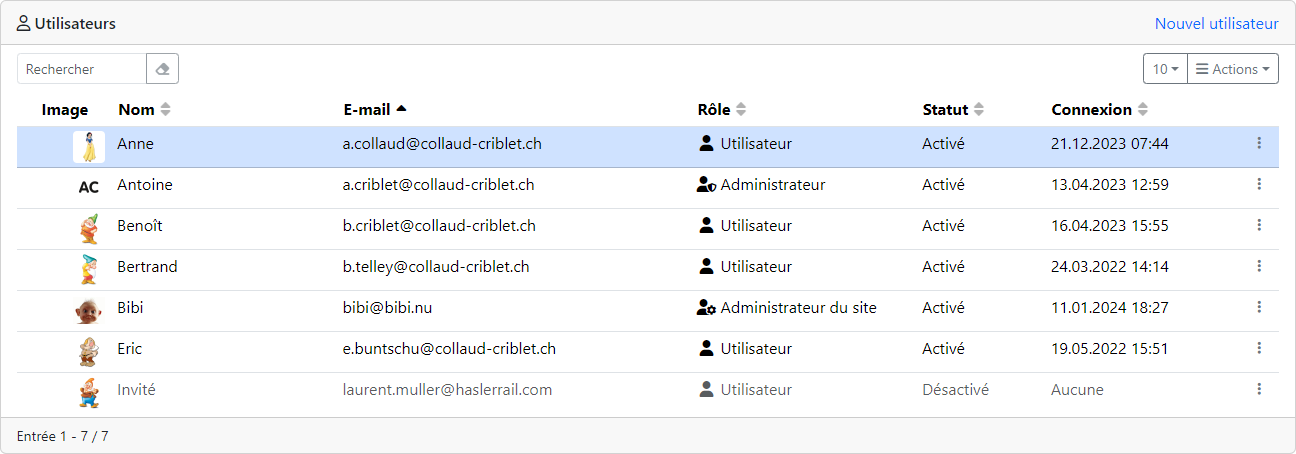 Utilisateurs Nouvel utilisateur
Rechercher 10 Actions
Image Nom E-mail Rôle Statut Connexion
Anne a.collaud@collaud-criblet.ch Utilisateur Activé 21.12.2023 07:44
AC Antoine a.criblet@collaud-criblet.ch Administrateur Activé 13.04.2023 12:59
Benoît b.criblet@collaud-criblet.ch Utilisateur Activé 16.04.2023 15:55
Bertrand b.telley@collaud-criblet.ch Utilisateur Activé 24.03.2022 14:14
Bibi bibi@bibi.nu Administrateur du site Activé 11.01.2024 18:27
Eric e.buntschu@collaud-criblet.ch Utilisateur Activé 19.05.2022 15:51
Invité laurent.muller@haslerrail.com Utilisateur Désactivé Aucune
Entrée 1 - 7 / 7